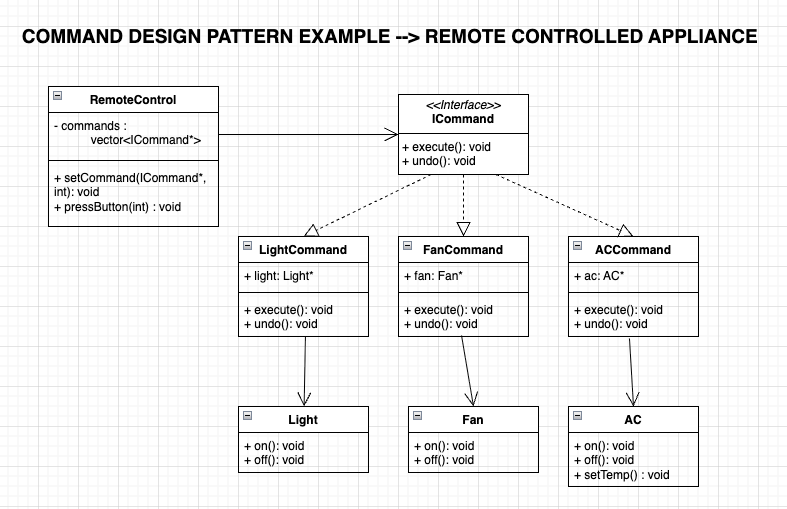 COMMAND DESIGN PATTERN EXAMPLE --> REMOTE CONTROLLED APPLIANCE
RemoteControl
- commands :
vector<ICommand*>
+ setCommand(ICommand*,
int): void
+ pressButton(int) : void
<<Interface>>
ICommand
+ execute(): void
+ undo(): void
LightCommand
+ light: Light*
+ execute(): void
+ undo(): void
FanCommand
+ fan: Fan*
+ execute(): void
+ undo(): void
ACCommand
+ ac: AC*
+ execute(): void
+ undo(): void
Light
+ on(): void
+ off(): void
Fan
+ on(): void
+ off(): void
AC
+ on(): void
+ off(): void
+ setTemp() : void